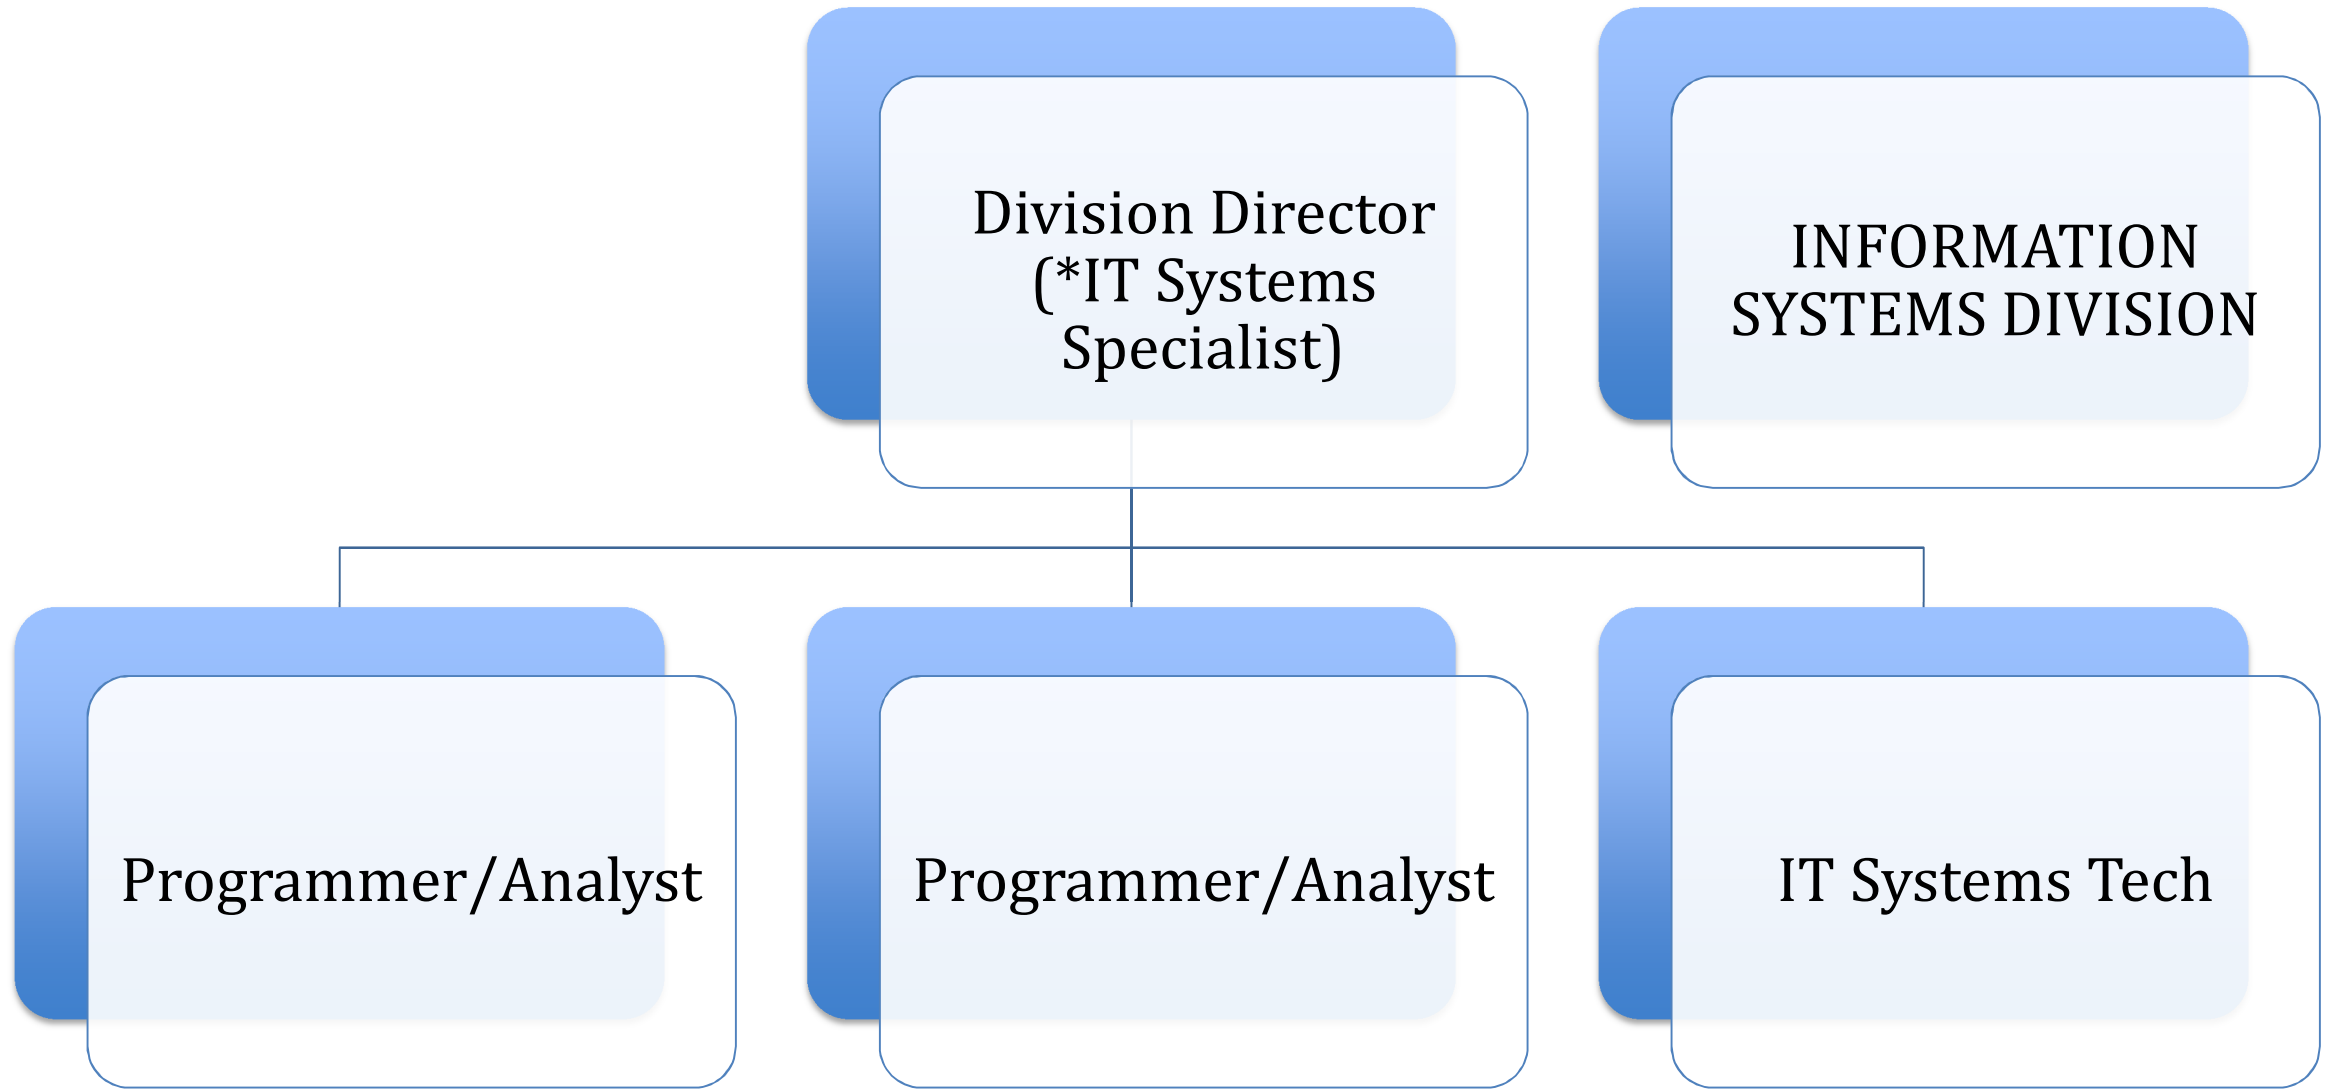 Division Director
(*IT Systems
Specialist)
INFORMATION
SYSTEMS DIVISION
Programmer/Analyst
Programmer/Analyst
IT Systems Tech